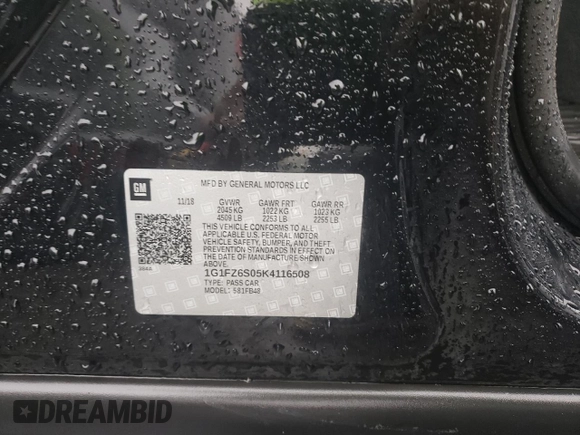 GM
MFD BY GENERAL MOTORS LLC
11/18 GVWR GAWR FRT GAWR RR
2045 KG 1022 KG 1023 KG
4509 LB 2253 LB 2255 LB
THIS VEHICLE CONFORMS TO ALL
APPLICABLE U.S. FEDERAL MOTOR
VEHICLE SAFETY, BUMPER, AND THEFT
PREVENTION STANDARDS IN EFFECT ON
THE DATE OF MANUFACTURE SHOWN
ABOVE.
1G1FZ6S05K4116508
TYPE: PASS CAR
MODEL: 581FB48
DREAMBID